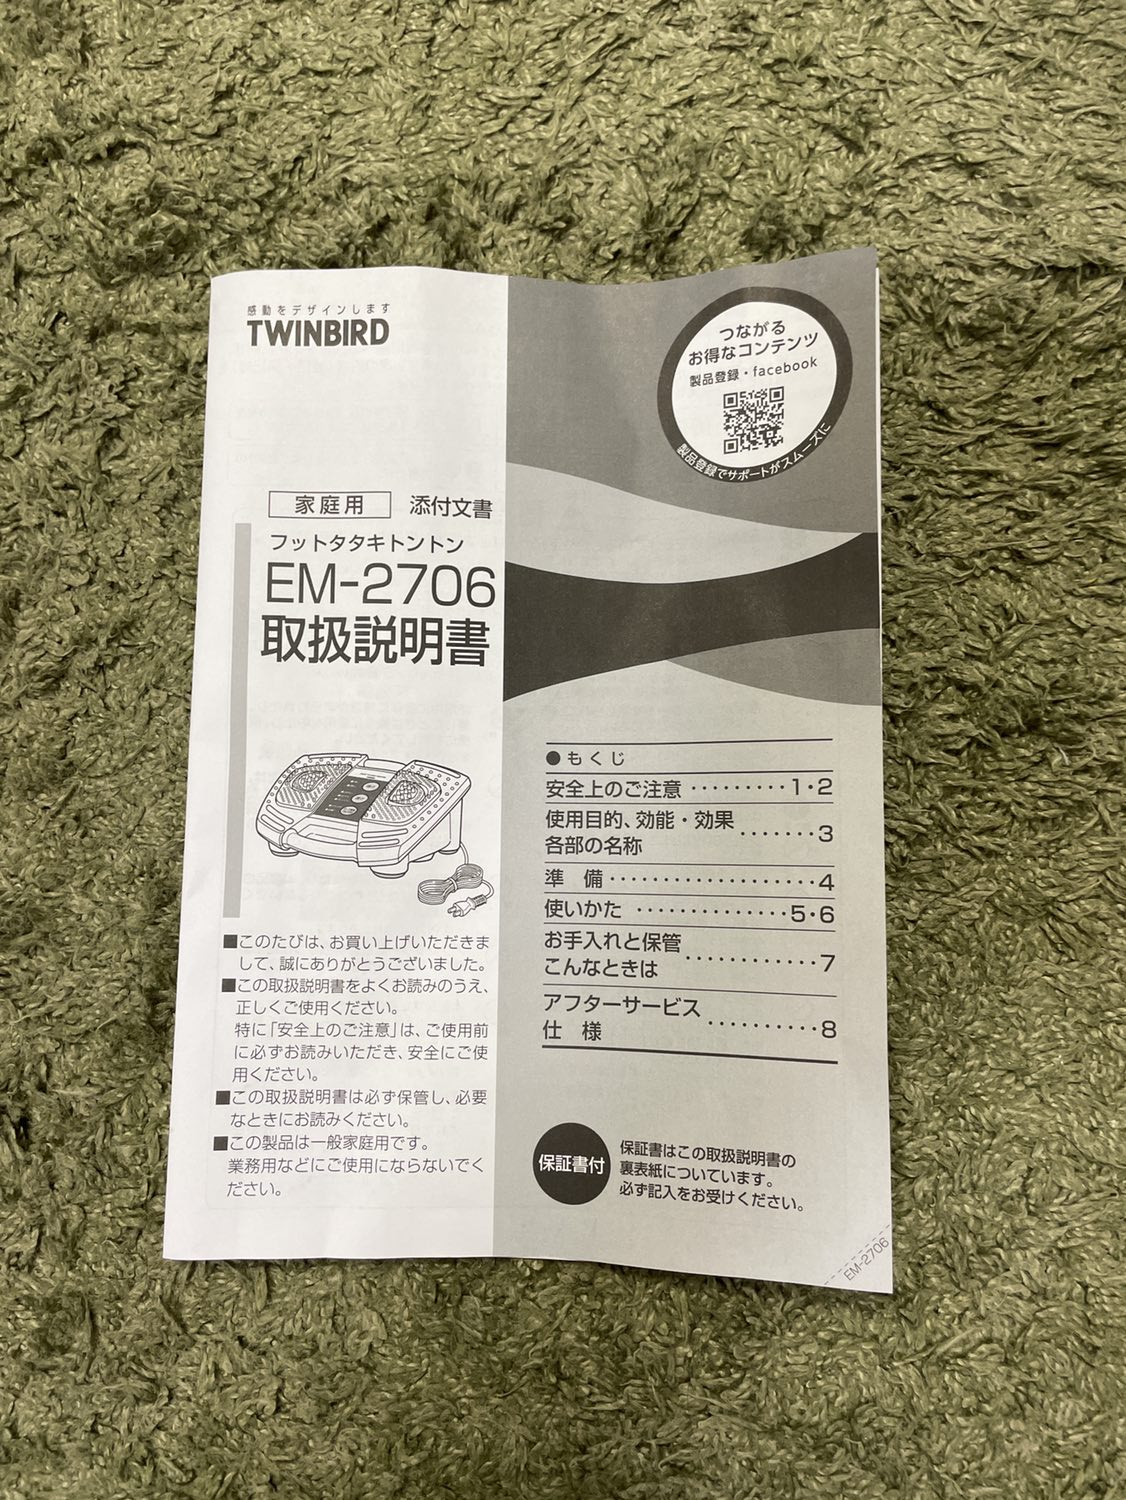 感動をデザインします
TWINBIRD
つながる
お得なコンテンツ
製品登録・facebook
製品登録でサポートがスムーズに
家庭用 添付文書
フットタタキトントン
EM-2706
取扱説明書
■このたびは、お買い上げいただきま
して、誠にありがとうございました。
■この取扱説明書をよくお読みのうえ、
正しくご使用ください。
特に「安全上のご注意」は、ご使用前
に必ずお読みいただき、安全にご使
用ください。
■この取扱説明書は必ず保管し、必要
なときにお読みください。
■この製品は一般家庭用です。
業務用などにご使用にならないでく
ださい。
●もくじ
安全上のご注意 ・・・・・・・・・1・2
使用目的、効能・効果
各部の名称 ・・・・・・・3
準 備・・・・・・・・・・・・・・・・・・・・4
使いかた ・・・・・・・・・・・・・・5・6
お手入れと保管
こんなときは ・・・・・・・・・・・・7
アフターサービス
仕 様 ・・・・・・・・・・8
保証書付
保証書はこの取扱説明書の
裏表紙についています。
必ず記入をお受けください。
EM-2706